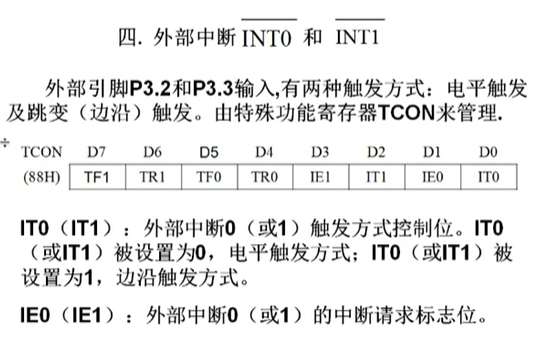 四. 外部中断 INT0 和 INT1
外部引脚P3.2和P3.3输入,有两种触发方式：电平触发
及跳变（边沿）触发。由特殊功能寄存器TCON来管理.
÷
TCON D7 D6 D5 D4 D3 D2 D1 D0
(88H) TF1 TR1 TF0 TR0 IE1 IT1 IE0 IT0
IT0（IT1）：外部中断0（或1）触发方式控制位。IT0
（或IT1）被设置为0，电平触发方式；IT0（或IT1）被
设置为1，边沿触发方式。
IE0（IE1）：外部中断0（或1）的中断请求标志位。